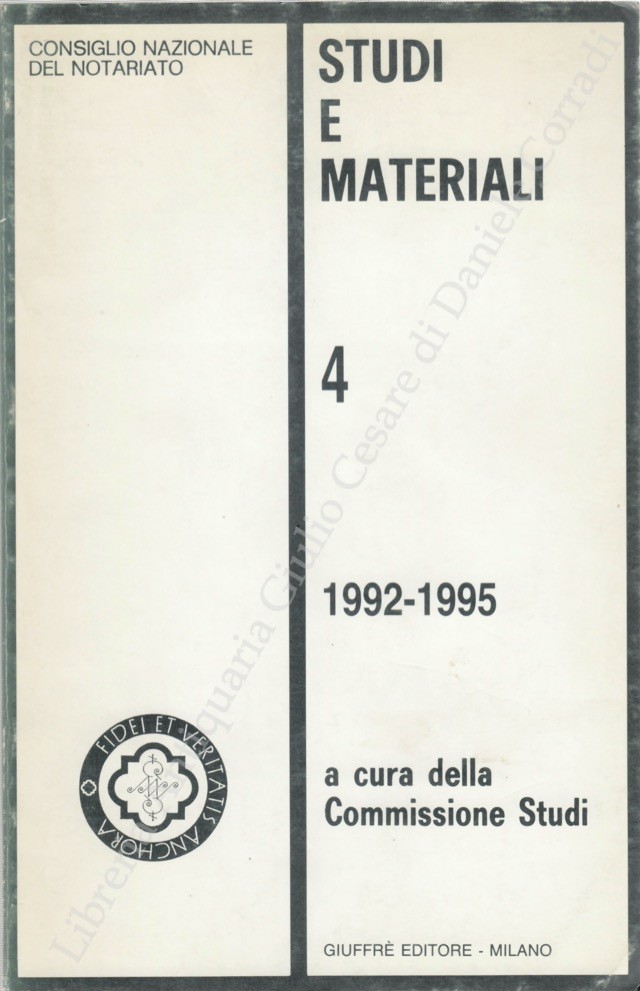 CONSIGLIO NAZIONALE
DEL NOTARIATO
STUDI
E
MATERIALI
4
1992-1995
a cura della
Commissione Studi
FIDEI ET VERITATIS ANCHORA
GIUFFRÈ EDITORE - MILANO
Libreria Antiquaria Giulio Cesare di Daniele Corradi